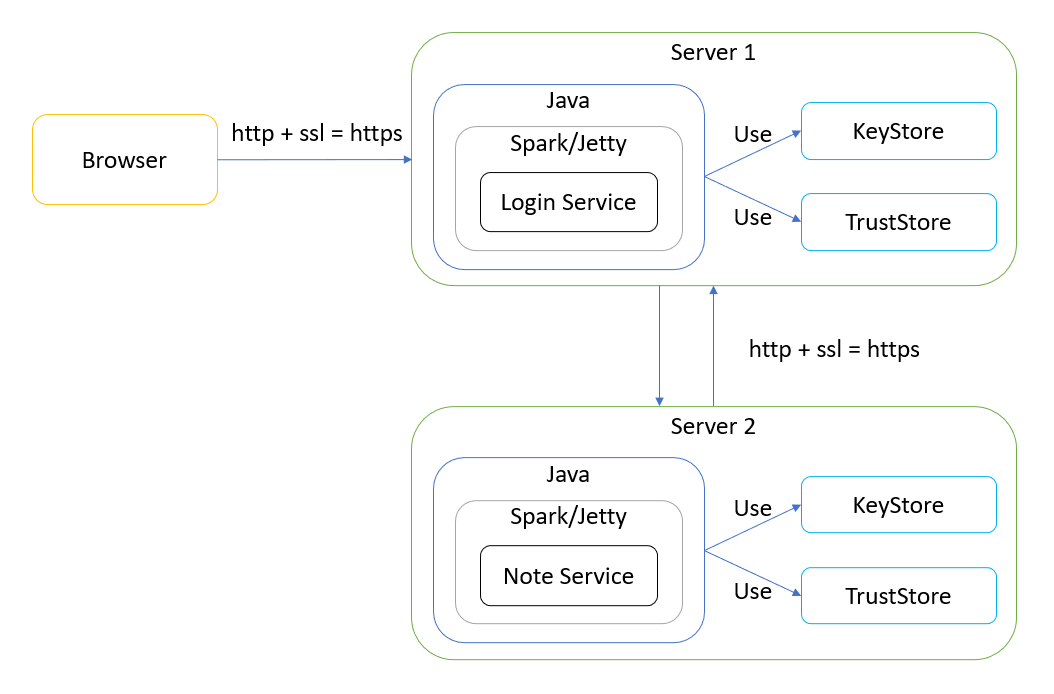 Server 1
Java
Spark/Jetty
Login Service
Browser
http + ssl = https
Use
KeyStore
Use
TrustStore
http + ssl = https
Server 2
Java
Spark/Jetty
Note Service
Use
KeyStore
Use
TrustStore